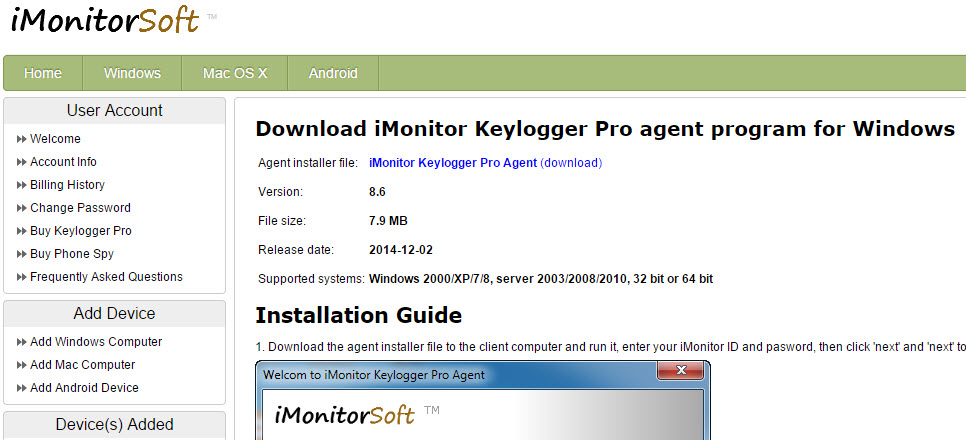 iMonitorSoft ™
Home Windows Mac OS X Android
User Account
Welcome
Account Info
Billing History
Change Password
Buy Keylogger Pro
Buy Phone Spy
Frequently Asked Questions
Add Device
Add Windows Computer
Add Mac Computer
Add Android Device
Device(s) Added
Download iMonitor Keylogger Pro agent program for Windows
Agent installer file: iMonitor Keylogger Pro Agent (download)
Version: 8.6
File size: 7.9 MB
Release date: 2014-12-02
Supported systems: Windows 2000/XP/7/8, server 2003/2008/2010, 32 bit or 64 bit
Installation Guide
1. Download the agent installer file to the client computer and run it, enter your iMonitor ID and pasword, then click 'next' and 'next' to
Welcom to iMonitor Keylogger Pro Agent
iMonitorSoft ™